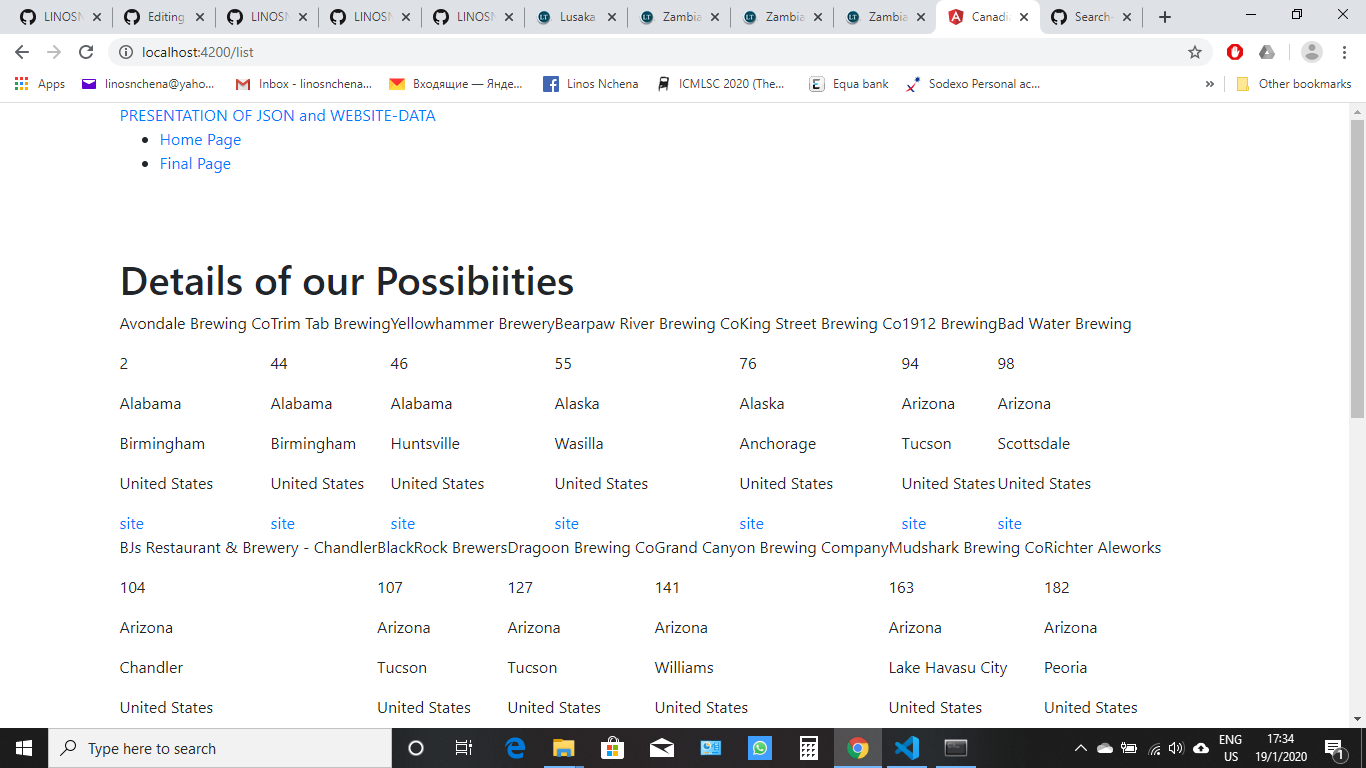 LINOSN
Editing
LINOSN
LINOSN
LINOSN
Lusaka
Zambia
Zambia
Zambia
Canadi
Search-
localhost:4200/list
Apps
linosnchena@yaho...
Inbox - linosnchena...
Входящие — Янде...
Linos Nchena
ICMLSC 2020 (The...
Equa bank
Sodexo Personal ac...
»
Other bookmarks
PRESENTATION OF JSON and WEBSITE-DATA
• Home Page
• Final Page
Details of our Possibiities
Avondale Brewing CoTrim Tab BrewingYellowhammer BreweryBearpaw River Brewing CoKing Street Brewing Co1912 BrewingBad Water Brewing
2 44 46 55 76 94 98
Alabama Alabama Alabama Alaska Alaska Arizona Arizona
Birmingham Birmingham Huntsville Wasilla Anchorage Tucson Scottsdale
United States United States United States United States United States United States United States
site site site site site site site
BJs Restaurant & Brewery - ChandlerBlackRock BrewersDragoon Brewing CoGrand Canyon Brewing CompanyMudshark Brewing CoRichter Aleworks
104 107 127 141 163 182
Arizona Arizona Arizona Arizona Arizona Arizona
Chandler Tucson Tucson Williams Lake Havasu City Peoria
United States United States United States United States United States United States
Type here to search
ENG
US
17:34
19/1/2020
1